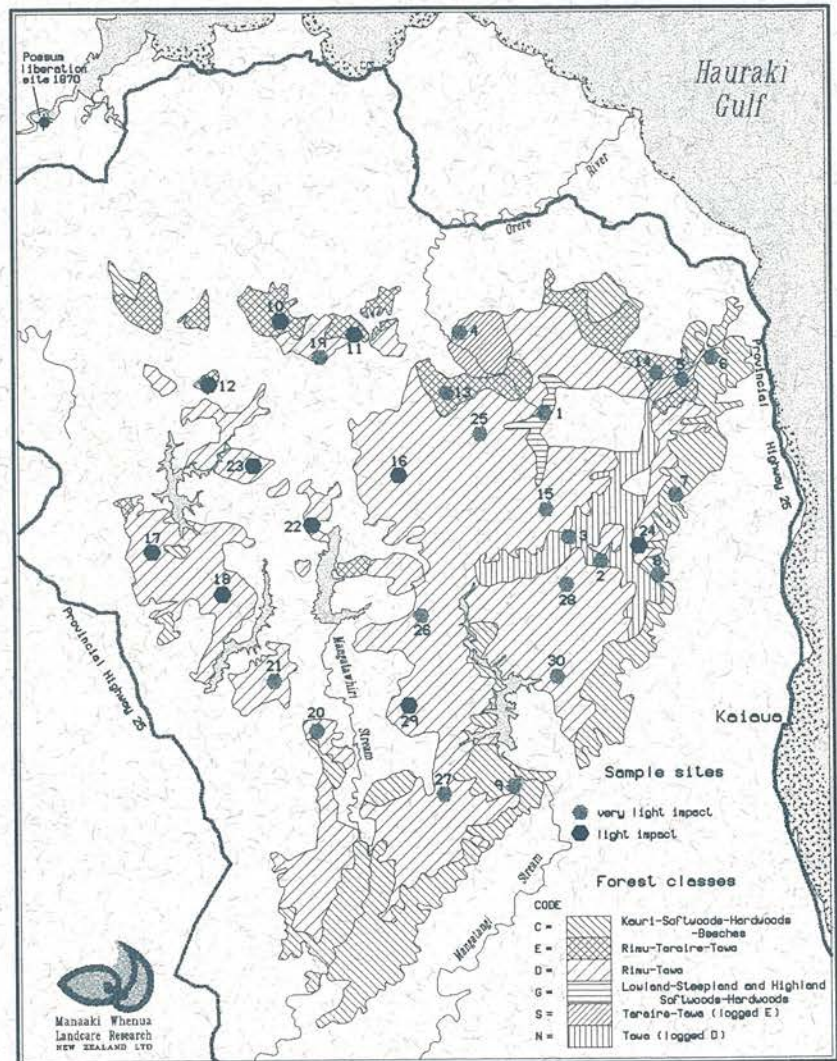 Possum
liberation
site 1870
Hauraki
Gulf
River
Orere
10
11
19
4
12
13
14
5
6
1
25
23
16
15
7
22
3
24
2
8
17
18
28
26
21
30
20
29
27
9
Provincial Highway 25
Provincial Highway 25
Mangatawhiri
Stream
Kaiaua
Mangatangi Stream
Sample sites
very light impact
light impact
Forest classes
CODE
C = Kauri-Softwoods-Hardwoods
-Beeches
E = Rimu-Taraire-Tawa
D = Rimu-Tawa
G = Lowland-Steepland and Highland
Softwoods-Hardwoods
S = Taraire-Tawa (logged E)
N = Tawa (logged D)
Manaaki Whenua
Landcare Research
NEW ZEALAND LTD